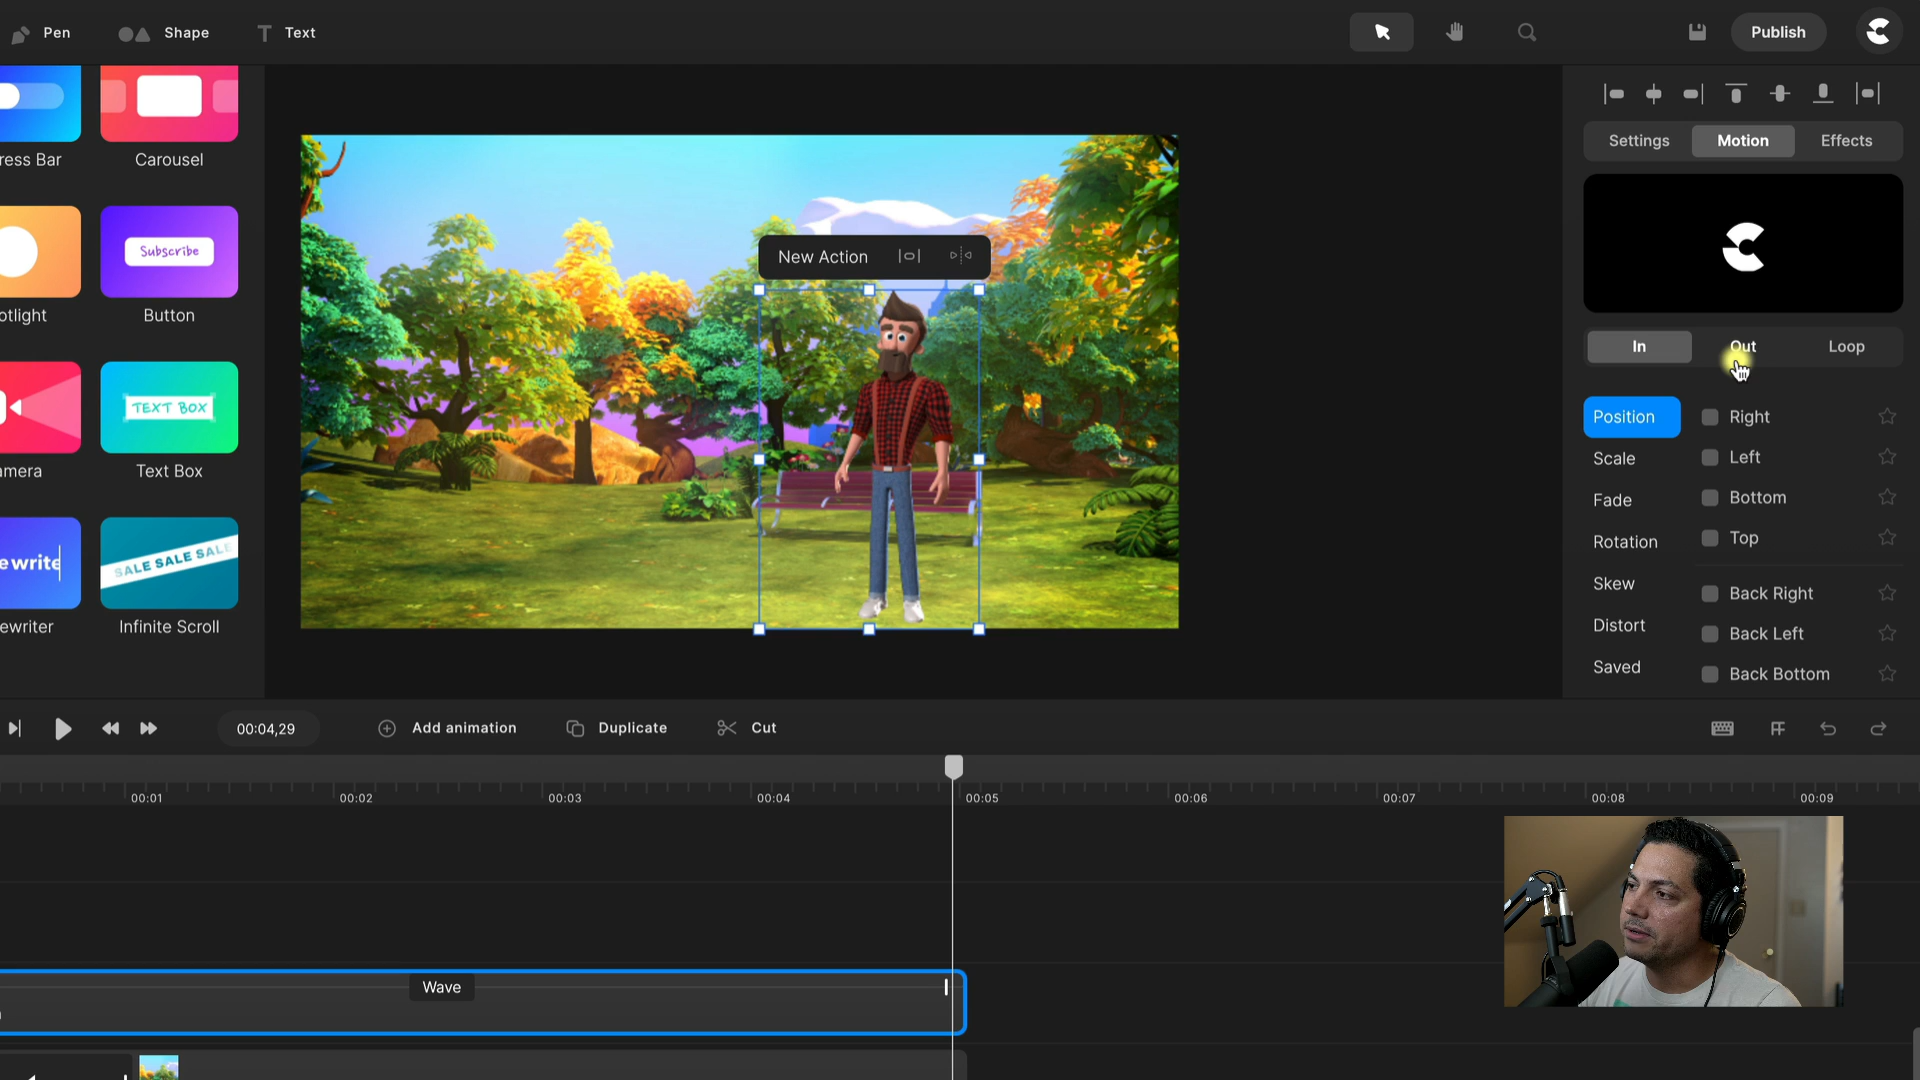 Pen
Shape
Text
Publish
ress Bar
Carousel
Subscribe
otlight
Button
TEXT BOX
amera
Text Box
ewrite
SALE SALE SALE
ewriter
Infinite Scroll
New Action
Settings
Motion
Effects
In
Out
Loop
Position
Right
Scale
Left
Fade
Bottom
Rotation
Top
Skew
Back Right
Distort
Back Left
Saved
Back Bottom
00:04,29
Add animation
Duplicate
Cut
00:01
00:02
00:03
00:04
00:05
00:06
00:07
00:08
00:09
Wave